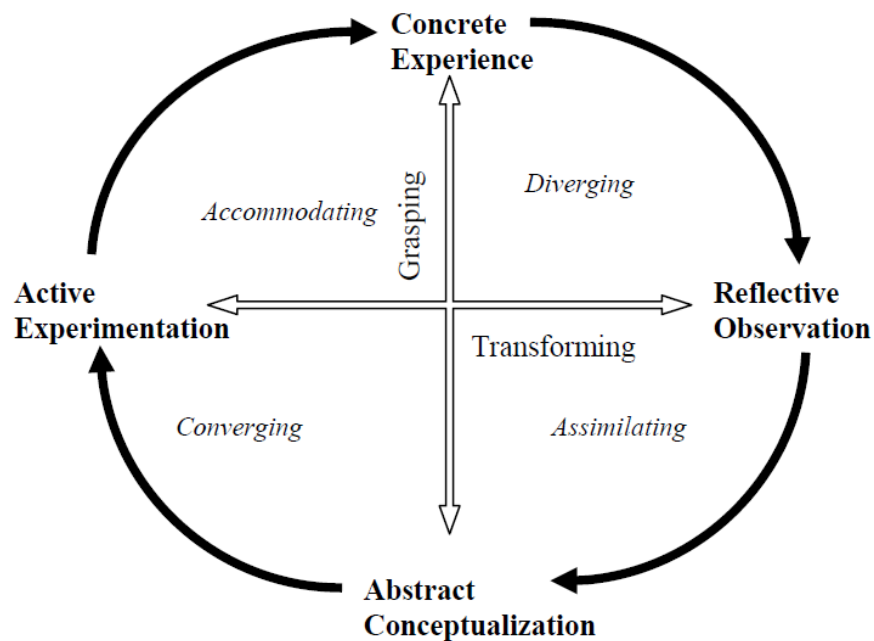 Concrete
Experience
Diverging
Accommodating
Grasping
Active
Experimentation
Reflective
Observation
Transforming
Converging
Assimilating
Abstract
Conceptualization